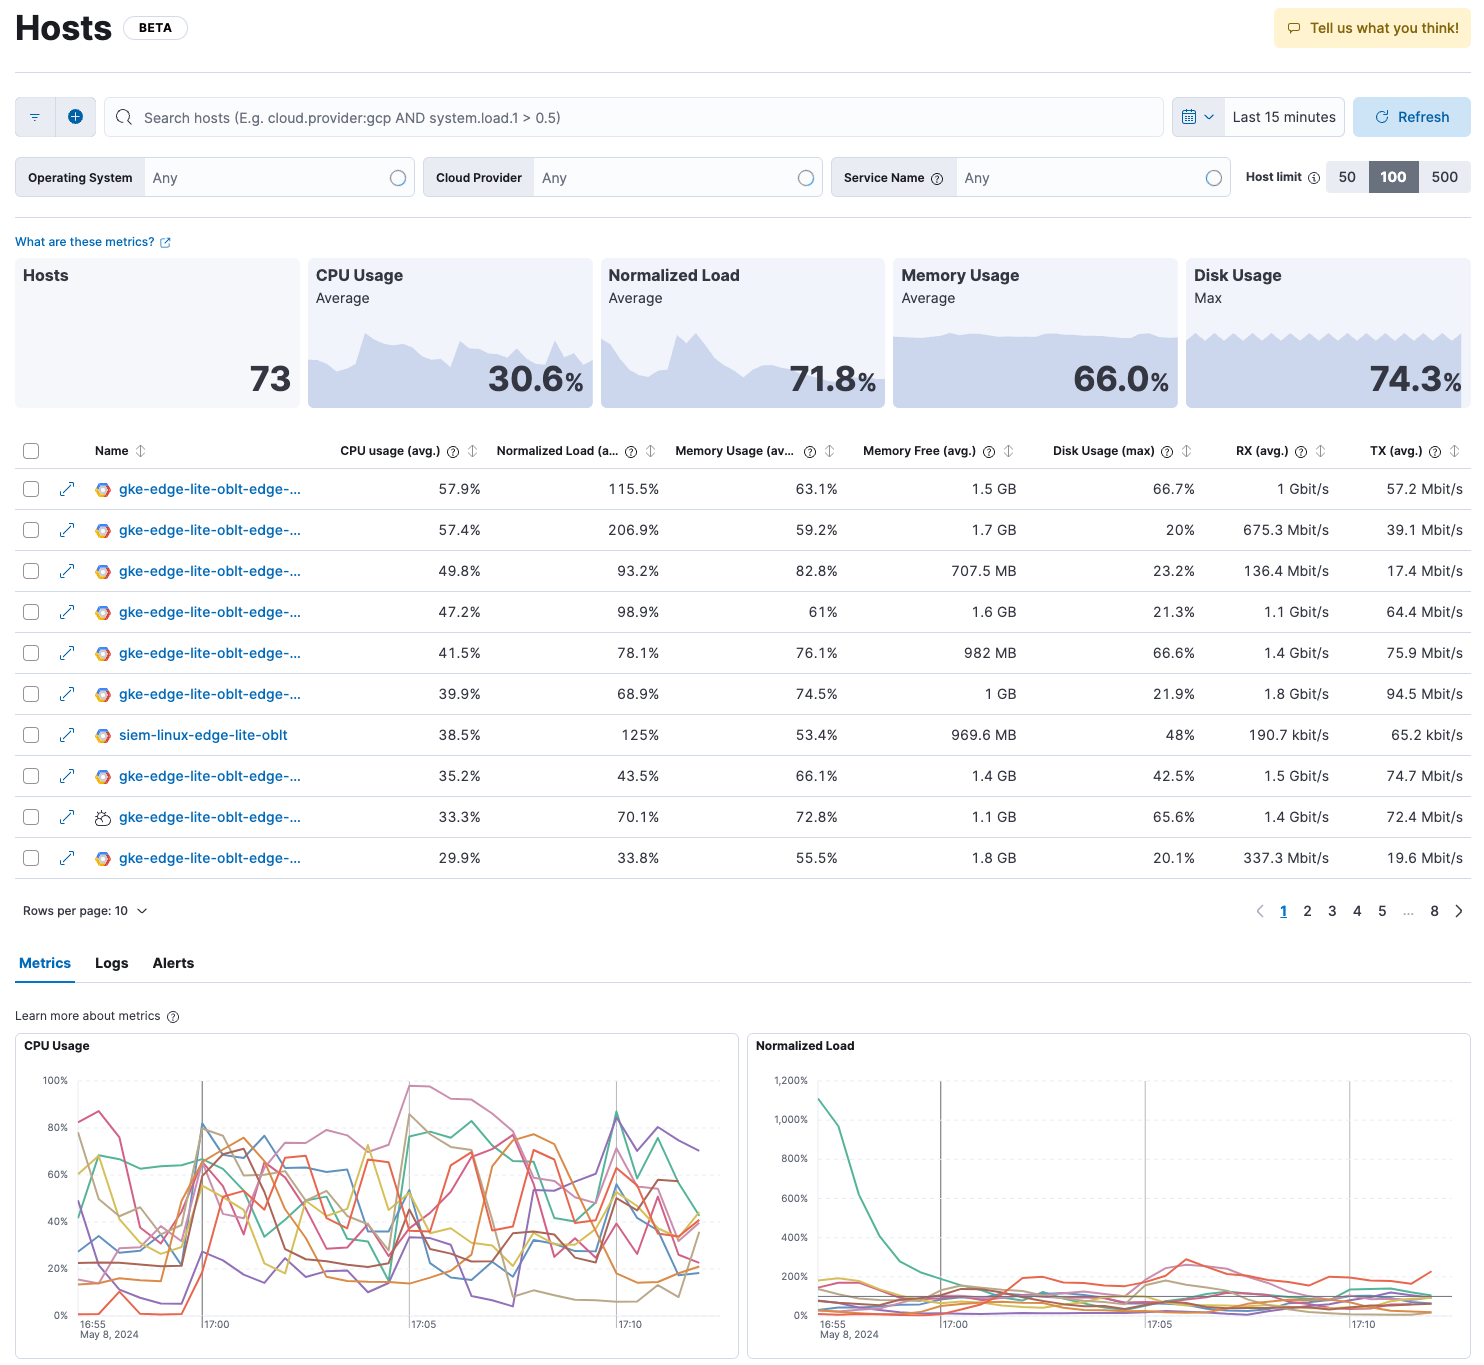 Hosts BETA
Tell us what you think!
Search hosts (E.g. cloud.provider:gcp AND system.load.1 > 0.5)
Last 15 minutes
Refresh
Operating System Any
Cloud Provider Any
Service Name Any
Host limit 50 100 500
What are these metrics?
Hosts
73
CPU Usage
Average
30.6%
Normalized Load
Average
71.8%
Memory Usage
Average
66.0%
Disk Usage
Max
74.3%
Name CPU usage (avg.) Normalized Load (a... Memory Usage (av... Memory Free (avg.) Disk Usage (max) RX (avg.) TX (avg.)
gke-edge-lite-oblt-edge-... 57.9% 115.5% 63.1% 1.5 GB 66.7% 1 Gbit/s 57.2 Mbit/s
gke-edge-lite-oblt-edge-... 57.4% 206.9% 59.2% 1.7 GB 20% 675.3 Mbit/s 39.1 Mbit/s
gke-edge-lite-oblt-edge-... 49.8% 93.2% 82.8% 707.5 MB 23.2% 136.4 Mbit/s 17.4 Mbit/s
gke-edge-lite-oblt-edge-... 47.2% 98.9% 61% 1.6 GB 21.3% 1.1 Gbit/s 64.4 Mbit/s
gke-edge-lite-oblt-edge-... 41.5% 78.1% 76.1% 982 MB 66.6% 1.4 Gbit/s 75.9 Mbit/s
gke-edge-lite-oblt-edge-... 39.9% 68.9% 74.5% 1 GB 21.9% 1.8 Gbit/s 94.5 Mbit/s
siem-linux-edge-lite-oblt 38.5% 125% 53.4% 969.6 MB 48% 190.7 kbit/s 65.2 kbit/s
gke-edge-lite-oblt-edge-... 35.2% 43.5% 66.1% 1.4 GB 42.5% 1.5 Gbit/s 74.7 Mbit/s
gke-edge-lite-oblt-edge-... 33.3% 70.1% 72.8% 1.1 GB 65.6% 1.4 Gbit/s 72.4 Mbit/s
gke-edge-lite-oblt-edge-... 29.9% 33.8% 55.5% 1.8 GB 20.1% 337.3 Mbit/s 19.6 Mbit/s
Rows per page: 10
1 2 3 4 5 ... 8
Metrics Logs Alerts
Learn more about metrics
CPU Usage
100%
80%
60%
40%
20%
0%
16:55 17:00 17:05 17:10
May 8, 2024
Normalized Load
1,200%
1,000%
800%
600%
400%
200%
0%
16:55 17:00 17:05 17:10
May 8, 2024